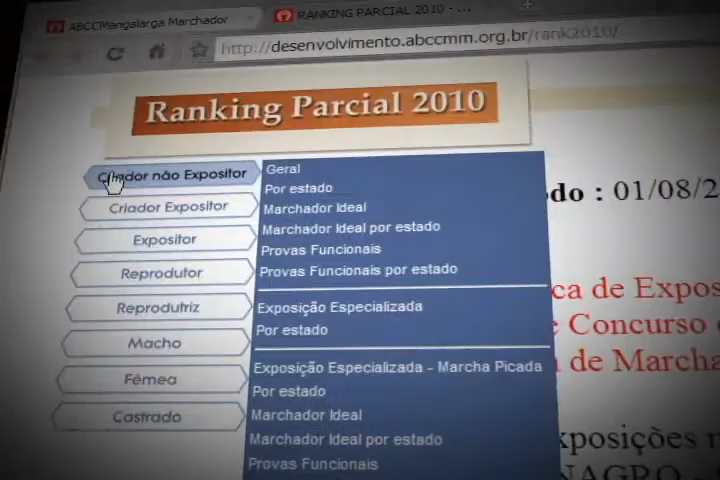 ABCCMangalarga Marchador
RANKING PARCIAL 2010 - ...
http://desenvolvimento.abccmm.org.br/rank2010/
Ranking Parcial 2010
Criador não Expositor
Criador Expositor
Expositor
Reprodutor
Reprodutriz
Macho
Fêmea
Castrado
Geral
Por estado
Marchador Ideal
Marchador Ideal por estado
Provas Funcionais
Provas Funcionais por estado
Exposição Especializada
Por estado
Exposição Especializada - Marcha Picada
Por estado
Marchador Ideal
Marchador Ideal por estado
Provas Funcionais
do : 01/08/2
ca de Expos
Concurso
de Marcha
xposições
NAGRO -